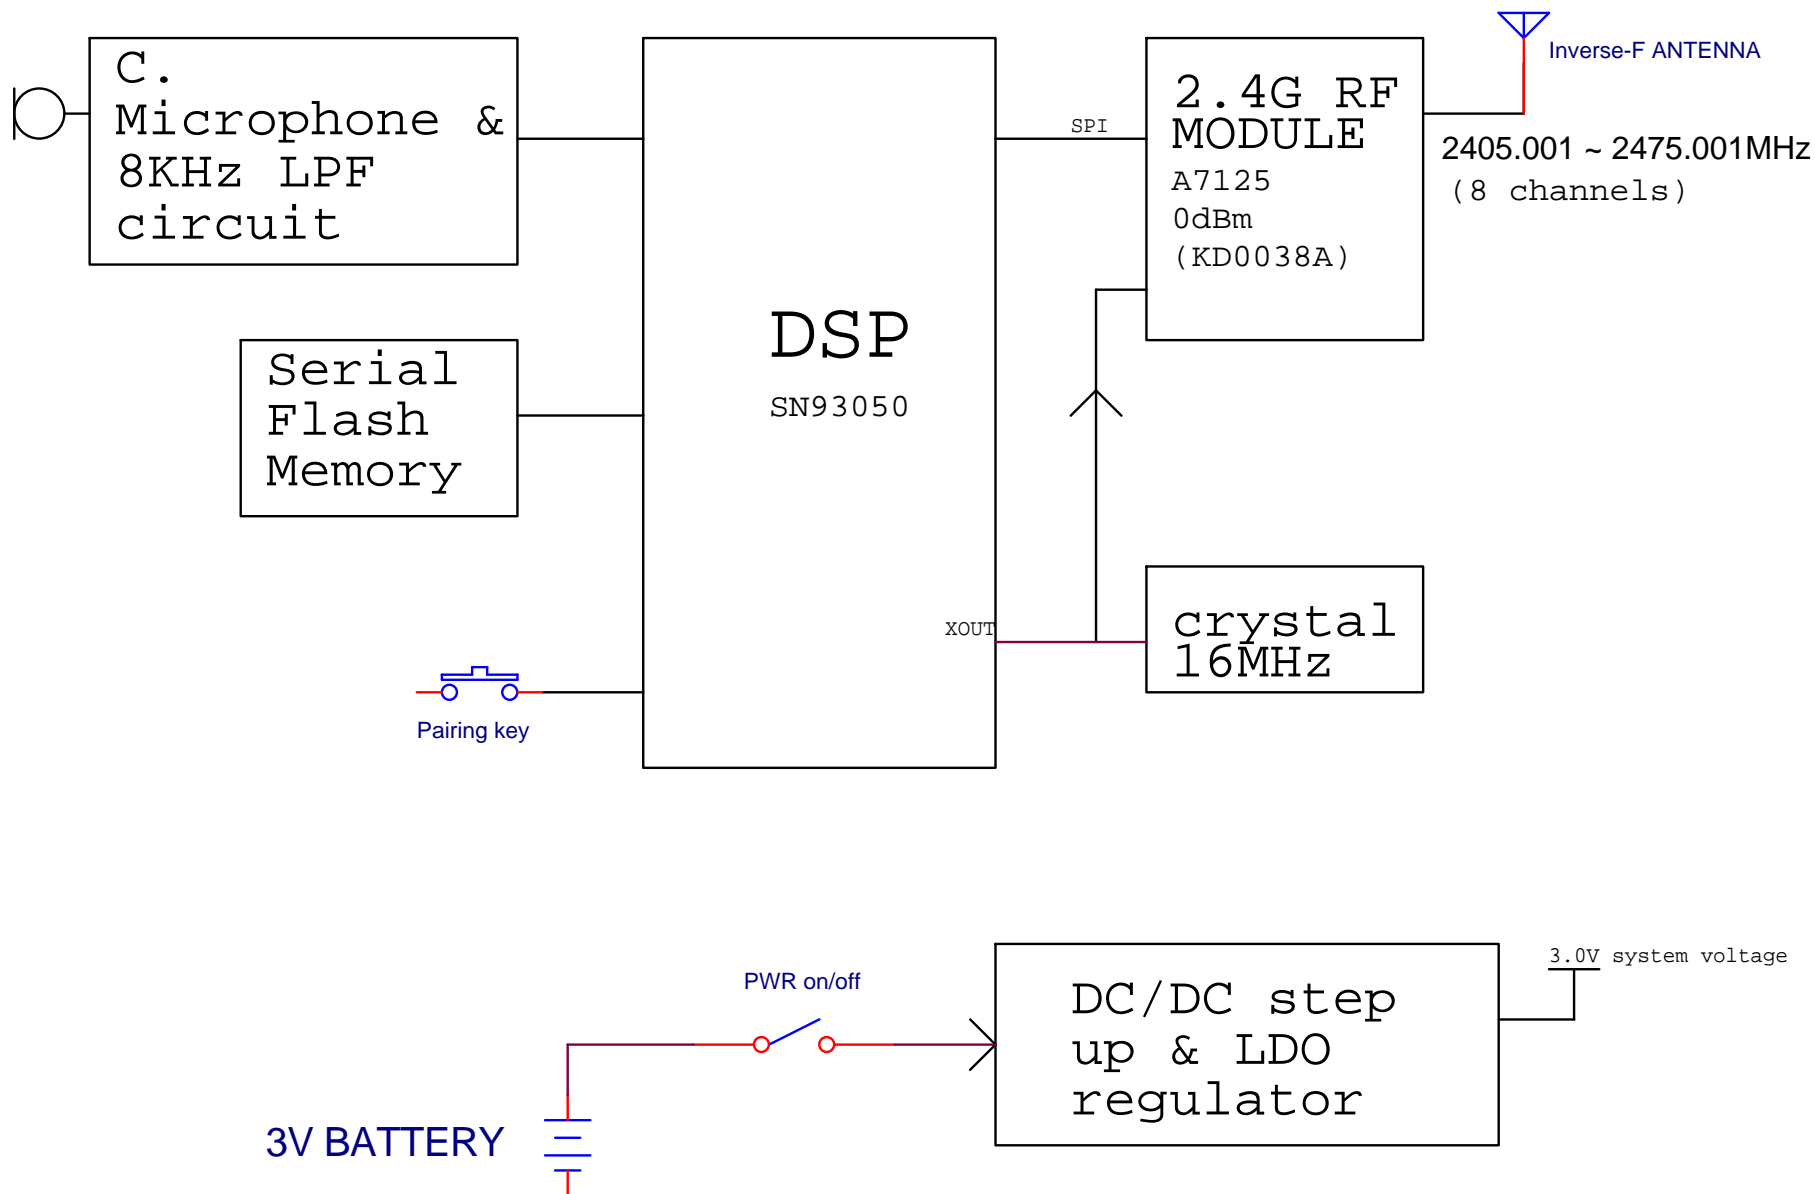 C.
Microphone &
8KHz LPF
circuit
Serial
Flash
Memory
Pairing key
DSP
SN93050
SPI
XOUT
2.4G RF
MODULE
A7125
0dBm
(KD0038A)
Inverse-F ANTENNA
2405.001 ~ 2475.001MHz
(8 channels)
crystal
16MHz
3V BATTERY
PWR on/off
DC/DC step
up & LDO
regulator
3.0V system voltage